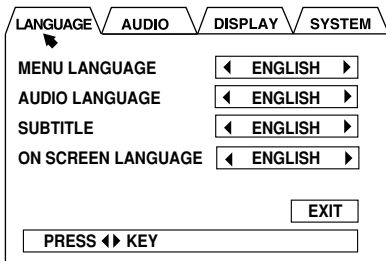 LANGUAGE AUDIO DISPLAY SYSTEM
MENU LANGUAGE ENGLISH
AUDIO LANGUAGE ENGLISH
SUBTITLE ENGLISH
ON SCREEN LANGUAGE ENGLISH
EXIT
PRESS KEY